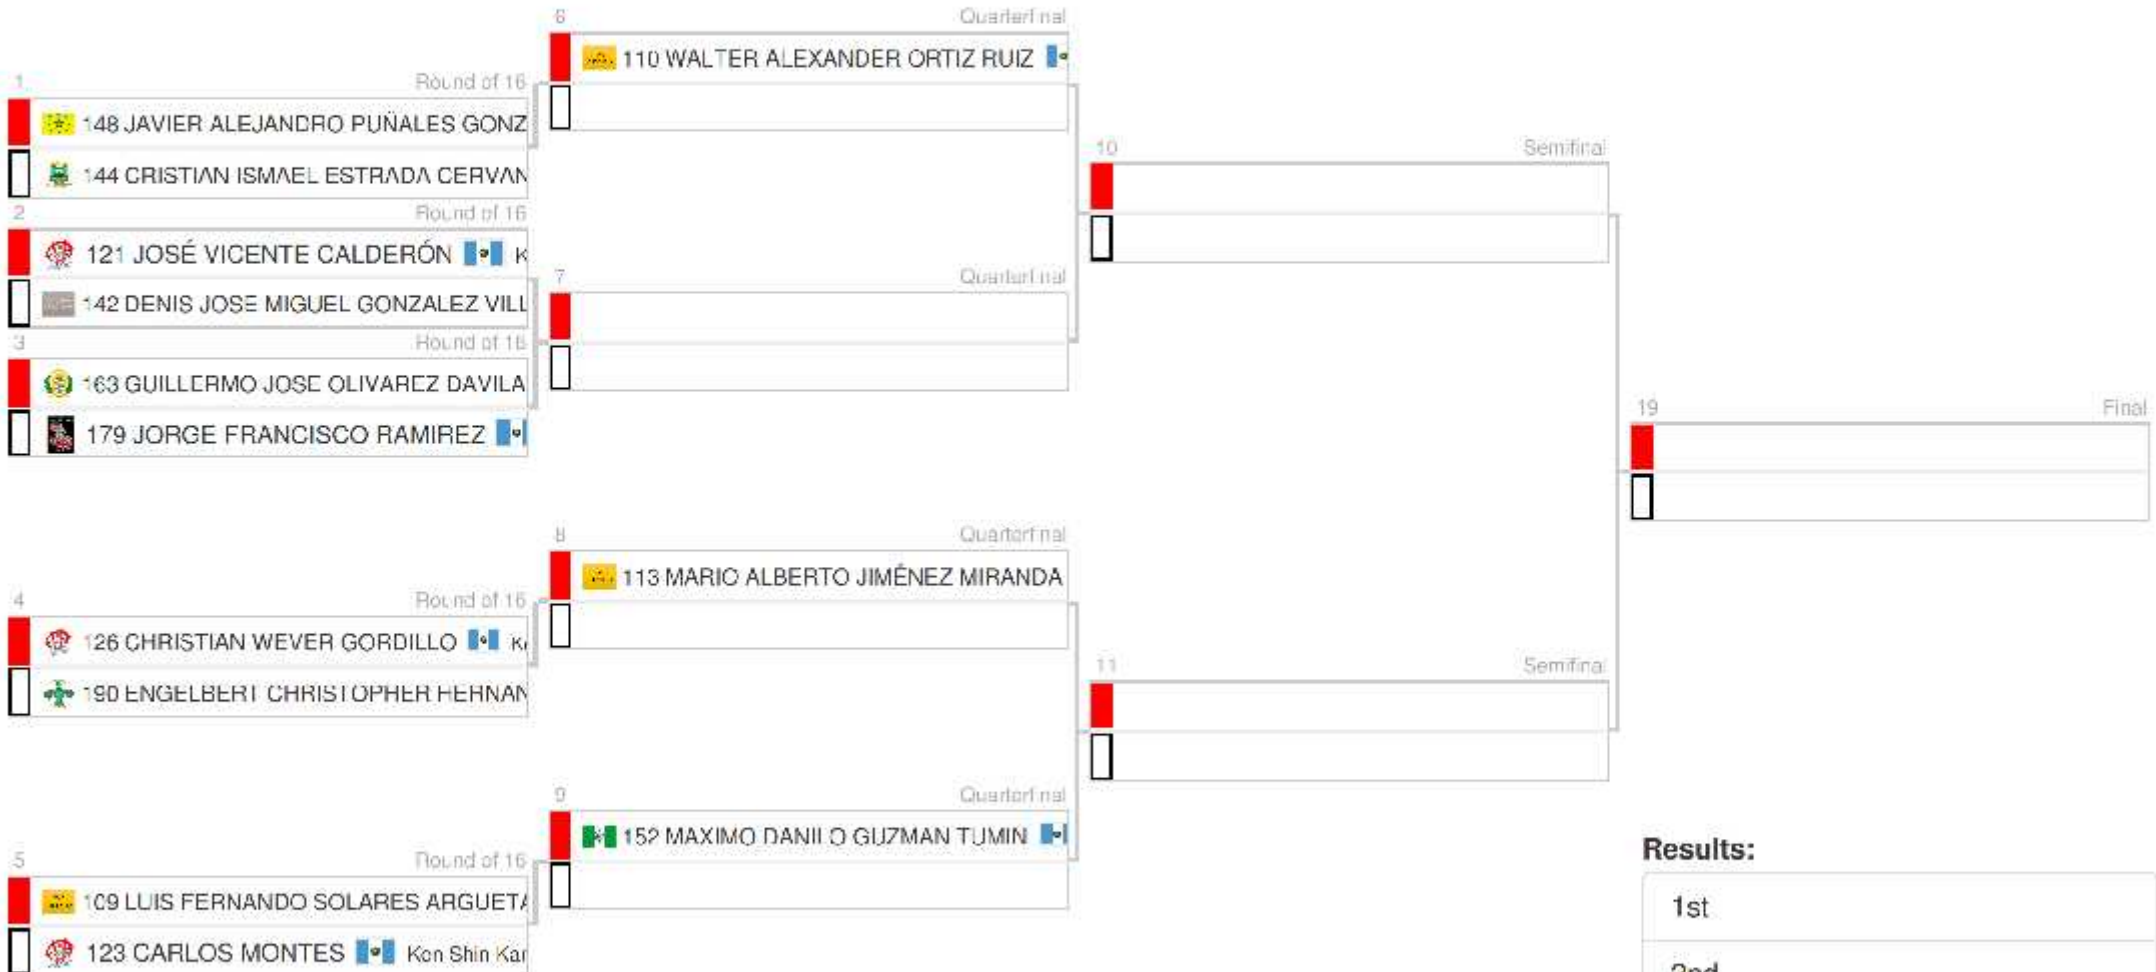 1 Round of 16
148 JAVIER ALEJANDRO PUÑALES GONZ
144 CRISTIAN ISMAEL ESTRADA CERVAN
2 Round of 16
121 JOSÉ VICENTE CALDERÓN K
142 DENIS JOSE MIGUEL GONZALEZ VILL
3 Round of 16
163 GUILLERMO JOSE OLIVAREZ DAVILA
179 JORGE FRANCISCO RAMIREZ
4 Round of 16
126 CHRISTIAN WEVER GORDILLO
190 ENGELBERT CHRISTOPHER HERNAN
5 Round of 16
109 LUIS FERNANDO SOLARES ARGUETA
123 CARLOS MONTES Ken Shin Kan
6 Quarterfinal
110 WALTER ALEXANDER ORTIZ RUIZ
7 Quarterfinal
8 Quarterfinal
113 MARIO ALBERTO JIMÉNEZ MIRANDA
9 Quarterfinal
152 MAXIMO DANILO GUZMAN TUMIN
10 Semifinal
11 Semifinal
19 Final
Results:
1st
2nd